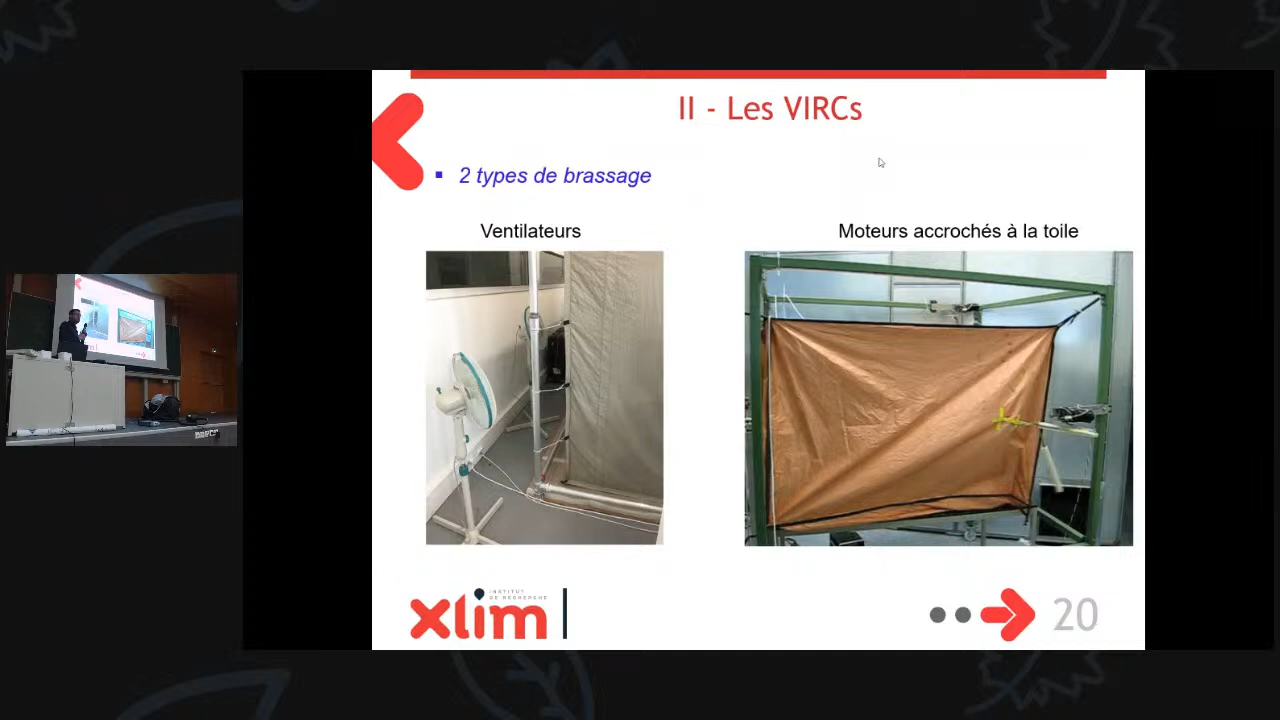 II - Les VIRCs
2 types de brassage
Ventilateurs
Moteurs accrochés à la toile
INSTITUT
DE RECHERCHE
xlim
20